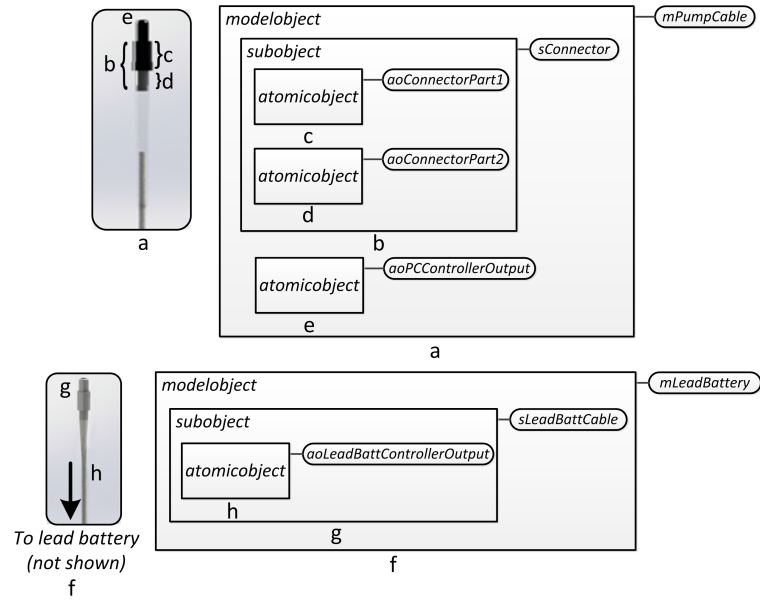 e
b
c
d
a
modelobject
mPumpCable
subobject
sConnector
atomicobject
aoConnectorPart1
c
atomicobject
aoConnectorPart2
d
b
atomicobject
aoPCControllerOutput
e
a
g
h
To lead battery
(not shown)
f
modelobject
mLeadBattery
subobject
sLeadBattCable
atomicobject
aoLeadBattControllerOutput
h
g
f